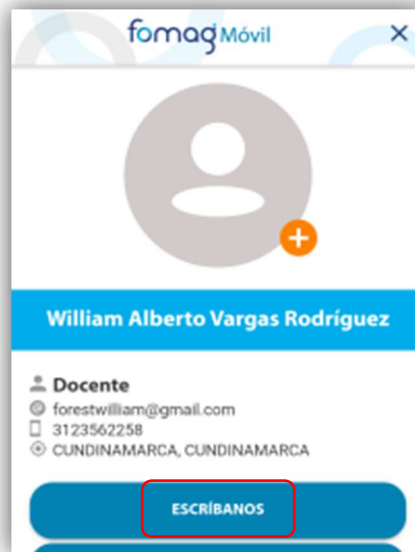 fomag Móvil
William Alberto Vargas Rodríguez
Docente
forestwilliam@gmail.com
3123562258
CUNDINAMARCA, CUNDINAMARCA
ESCRÍBANOS